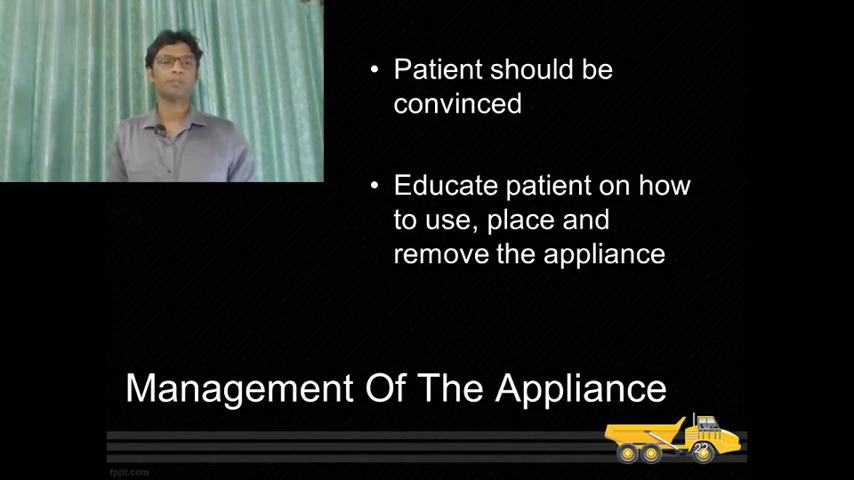 • Patient should be
convinced
• Educate patient on how
to use, place and
remove the appliance
Management Of The Appliance
22
fppt.com